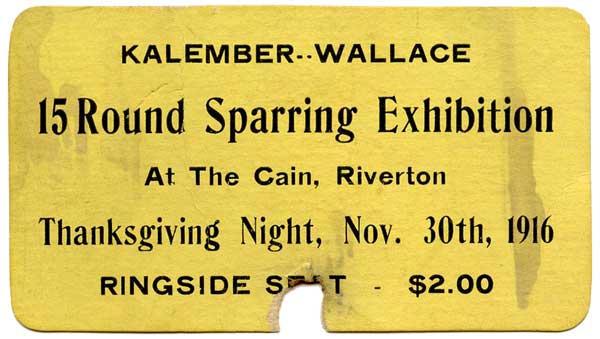 KALEMBER--WALLACE
15 Round Sparring Exhibition
At The Cain, Riverton
Thanksgiving Night, Nov. 30th, 1916
RINGSIDE SEAT - $2.00